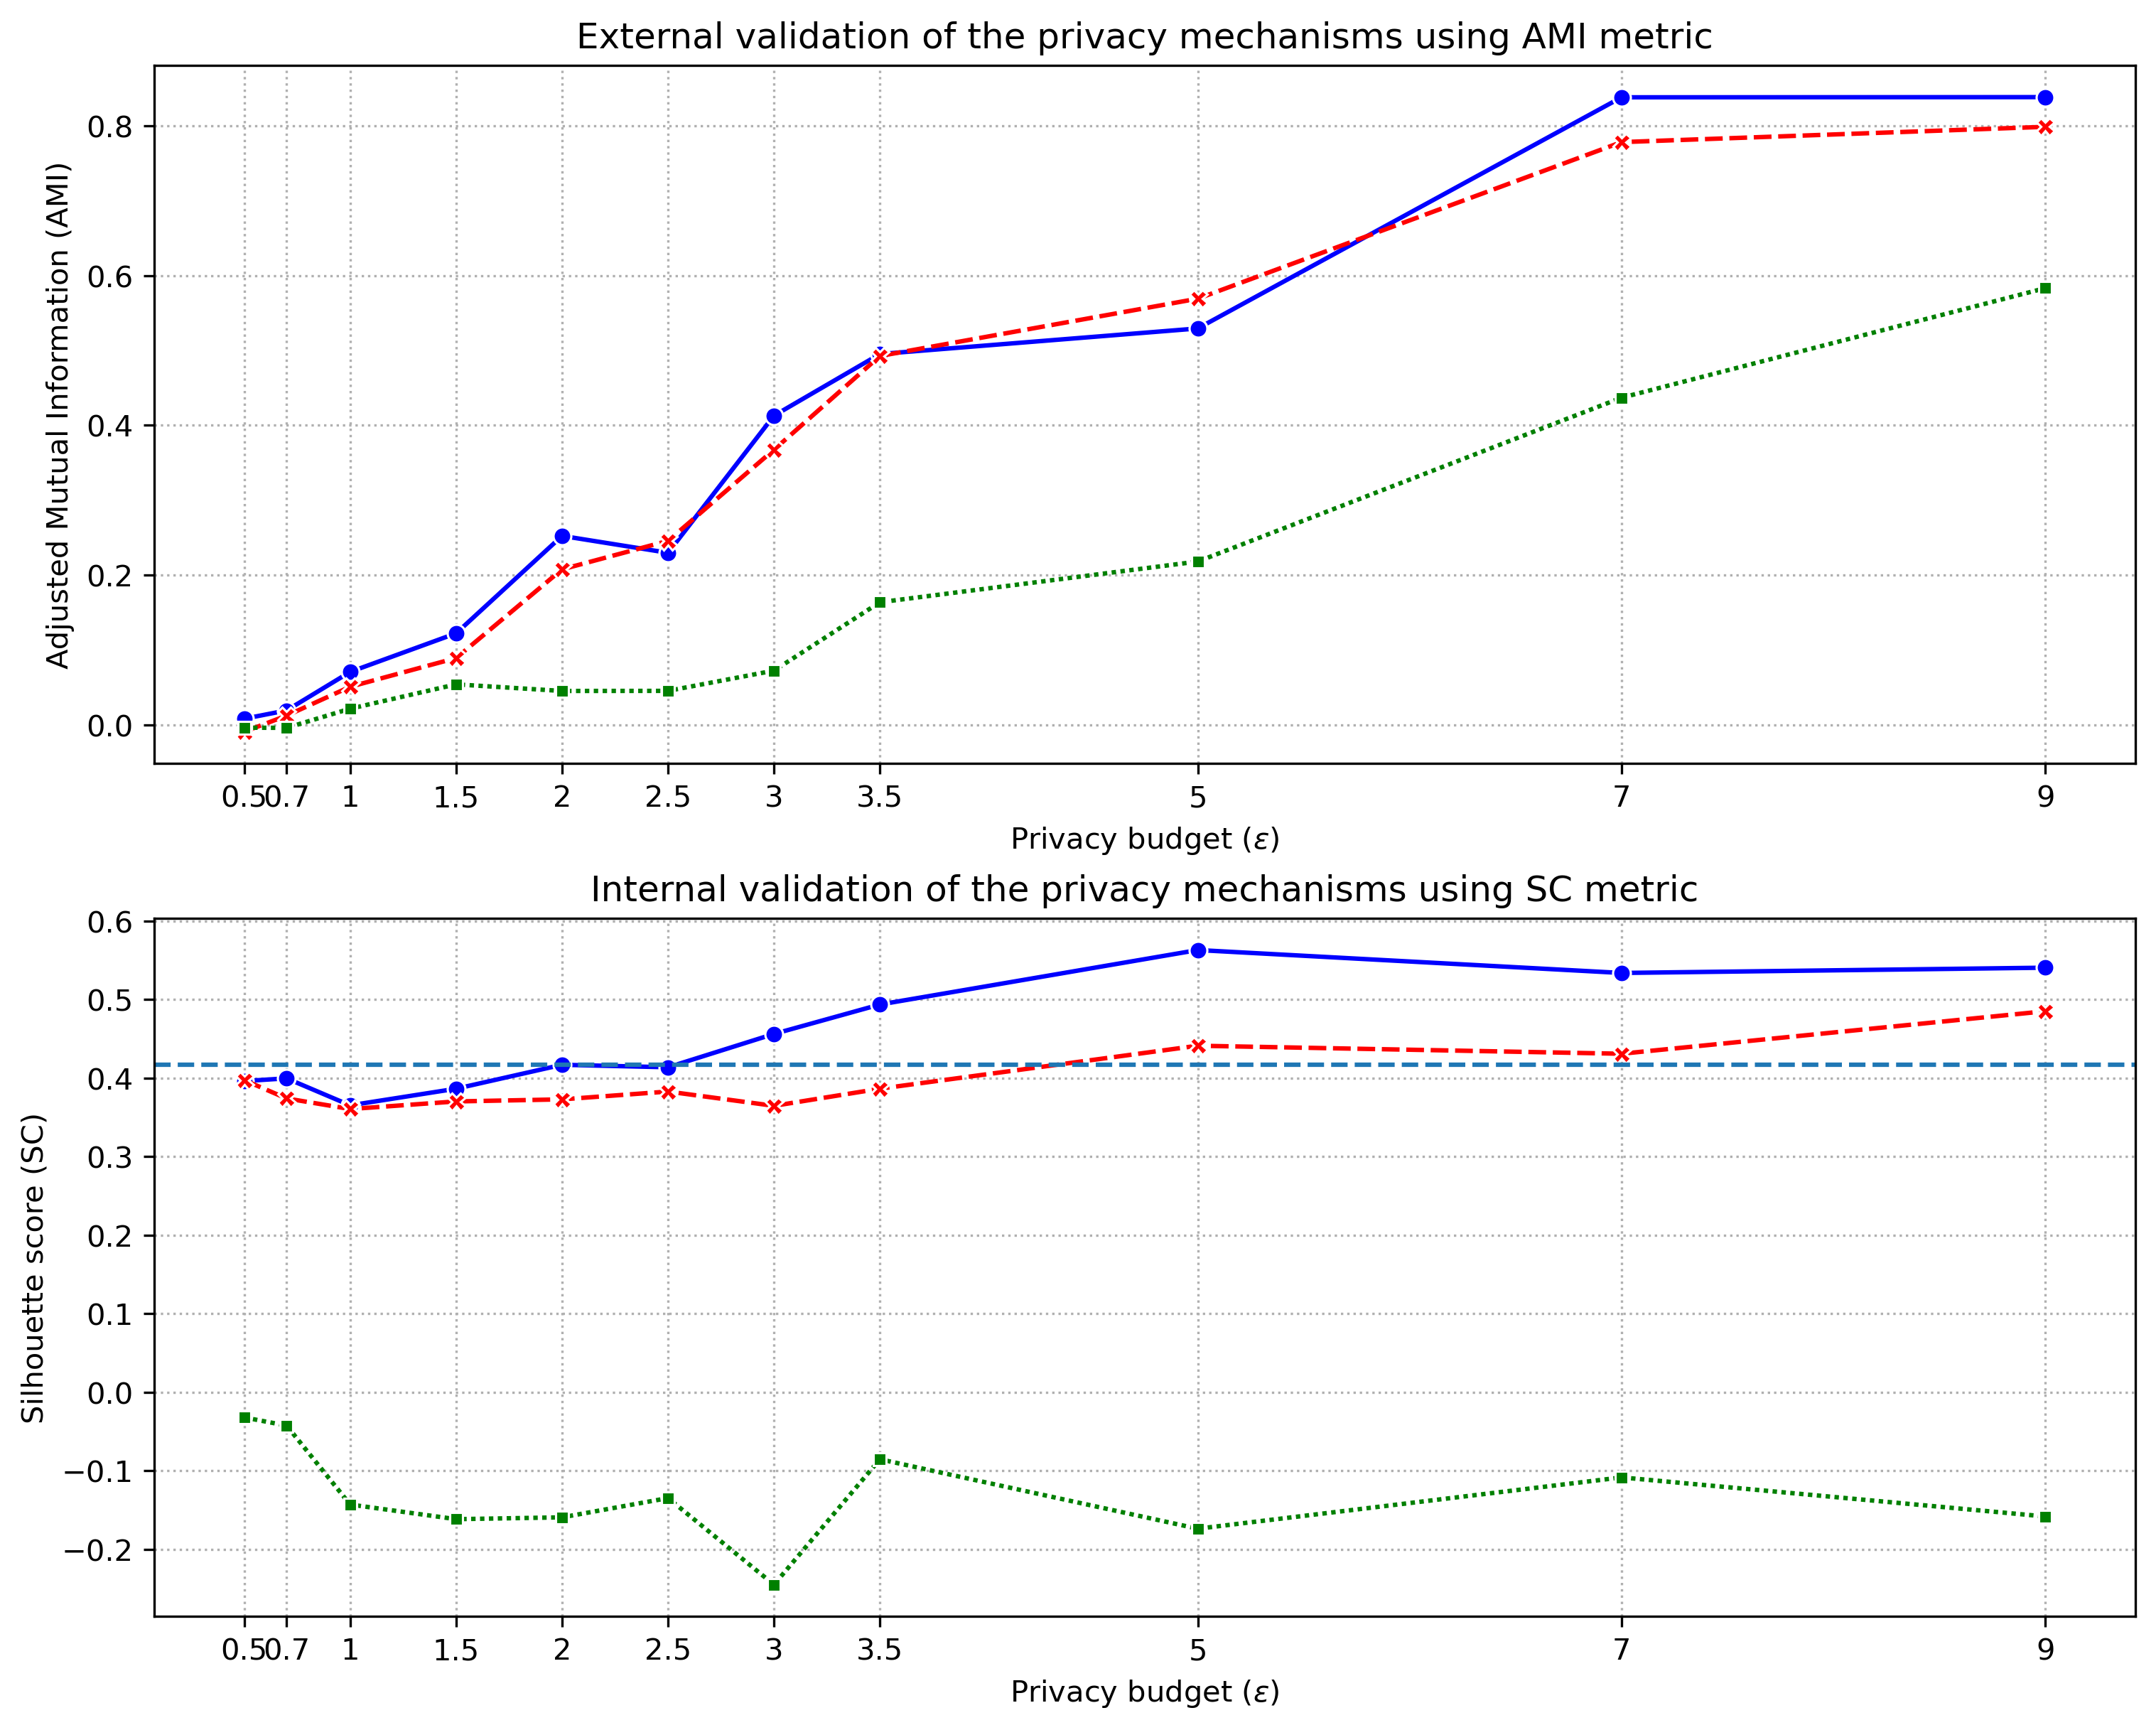 External validation of the privacy mechanisms using AMI metric
Adjusted Mutual Information (AMI)
0.8
0.6
0.4
0.2
0.0
0.5 0.7 1 1.5 2 2.5 3 3.5 5 7 9
Privacy budget (ε)
Internal validation of the privacy mechanisms using SC metric
Silhouette score (SC)
0.6
0.5
0.4
0.3
0.2
0.1
0.0
−0.1
−0.2
0.5 0.7 1 1.5 2 2.5 3 3.5 5 7 9
Privacy budget (ε)